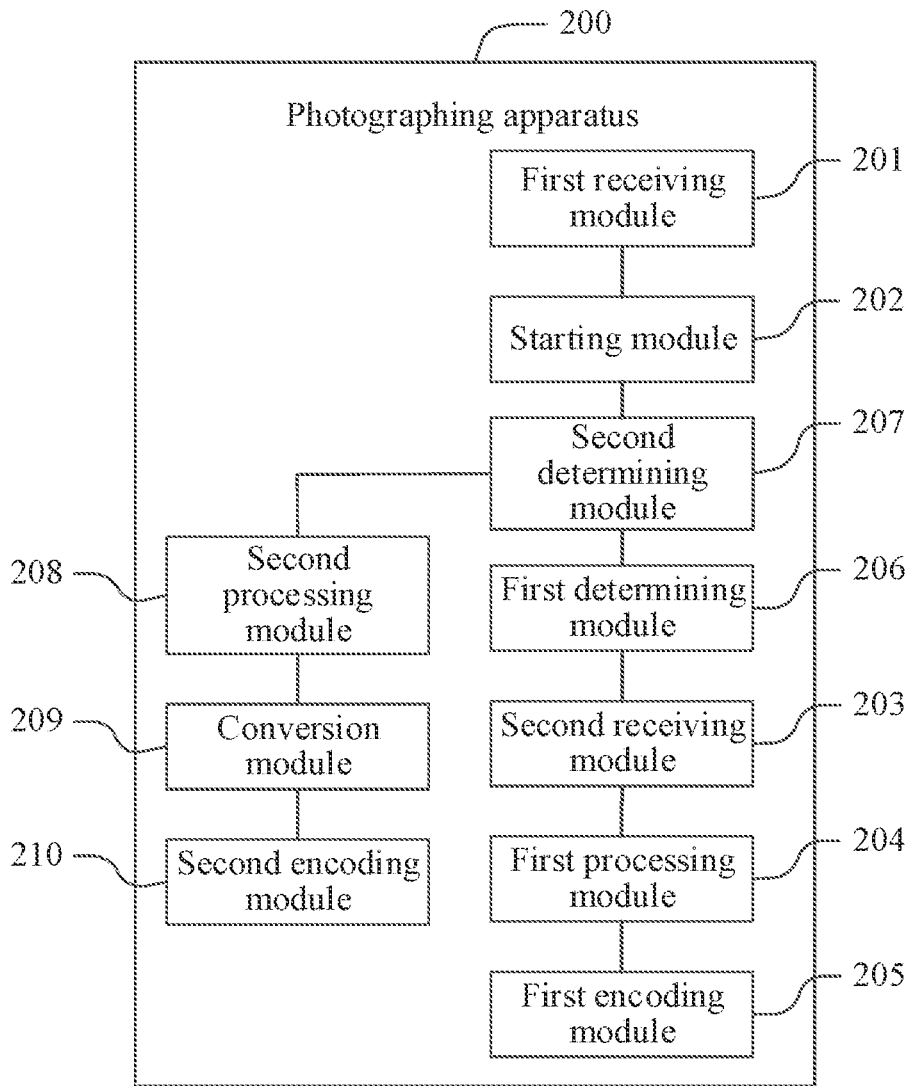 200
Photographing apparatus
First receiving
module
201
Starting module
202
Second
determining
module
207
208
Second
processing
module
First determining
module
206
209
Conversion
module
Second receiving
module
203
210
Second encoding
module
First processing
module
204
First encoding
module
205